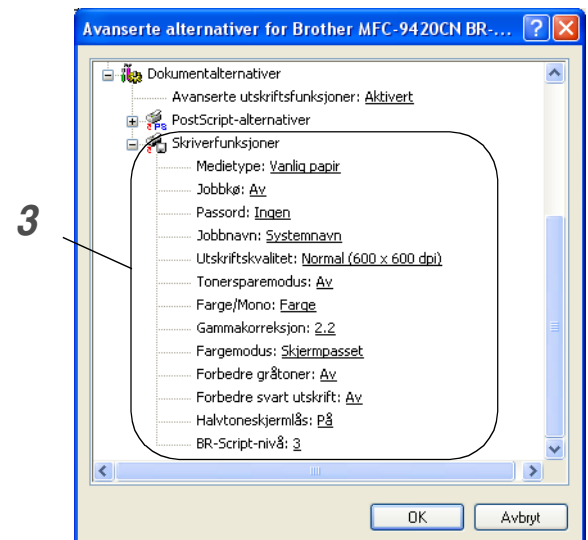 Avanserte alternativer for Brother MFC-9420CN BR-...
Dokumentalternativer
Avanserte utskriftsfunksjoner: Aktivert
PS PostScript-alternativer
Skriverfunksjoner
Medietype: Vanlig papir
Jobbkø: Av
Passord: Ingen
3
Jobbnavn: Systemnavn
Utskriftskvalitet: Normal (600 x 600 dpi)
Tonersparemodus: Av
Farge/Mono: Farge
Gammakorreksjon: 2.2
Fargemodus: Skjermpasset
Forbedre gråtoner: Av
Forbedre svart utskrift: Av
Halvtoneskjermlås: På
BR-Script-nivå: 3
OK Avbryt